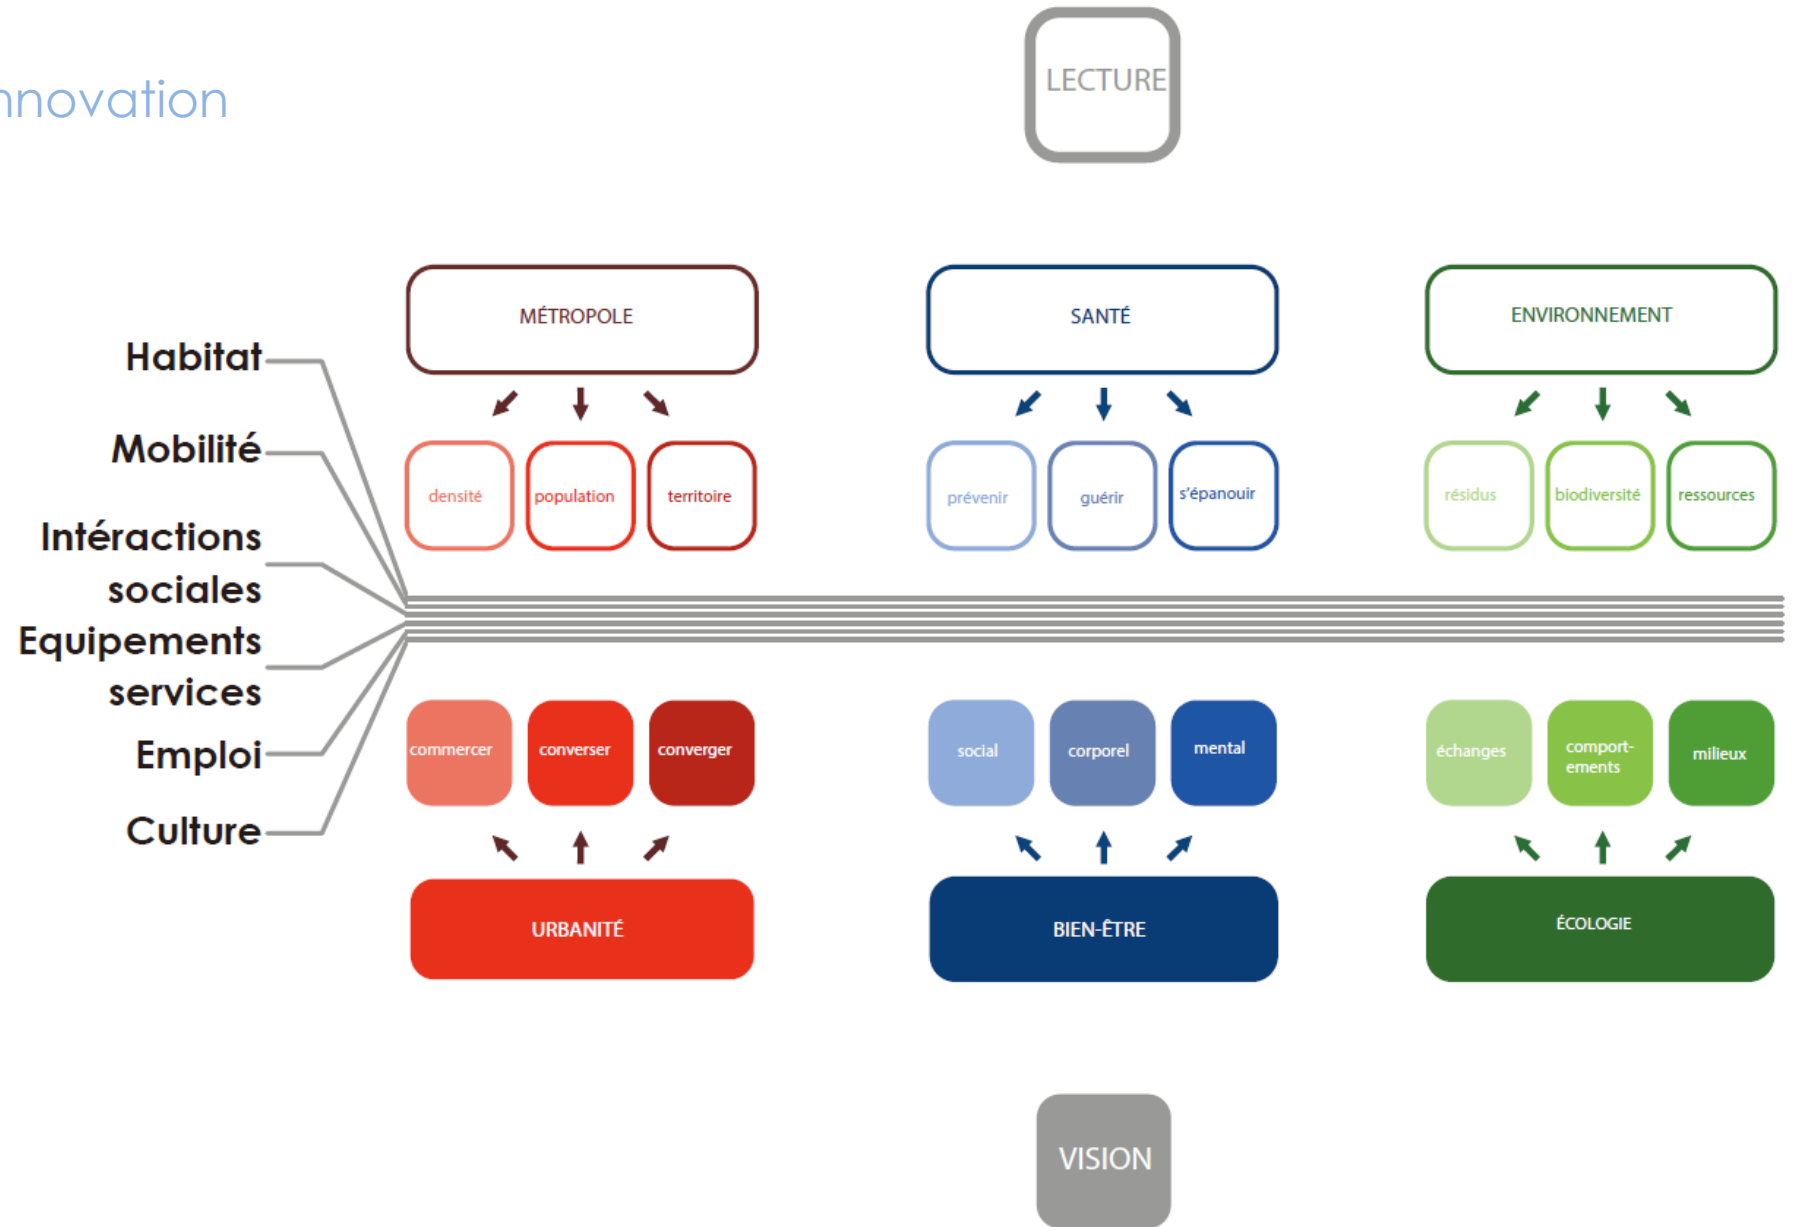 nnovation
LECTURE
MÉTROPOLE
SANTÉ
ENVIRONNEMENT
densité
population
territoire
prévenir
guérir
s'épanouir
résidus
biodiversité
ressources
Habitat
Mobilité
Intéractions
sociales
Equipements
services
Emploi
Culture
commercer
converser
converger
social
corporel
mental
échanges
comport-
ements
milieux
URBANITÉ
BIEN-ÊTRE
ÉCOLOGIE
VISION